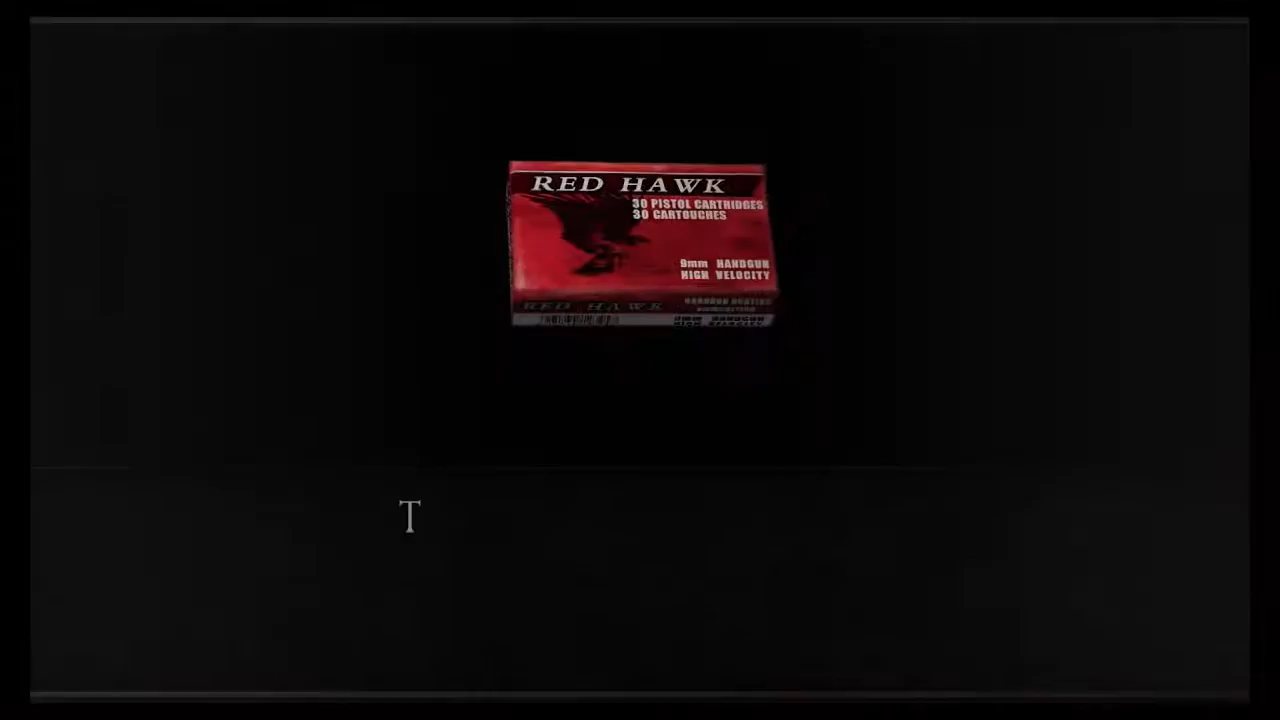 RED HAWK
30 PISTOL CARTRIDGES
30 CARTOUCHES
9mm HANDGUN
HIGH VELOCITY
RED HAWK
T